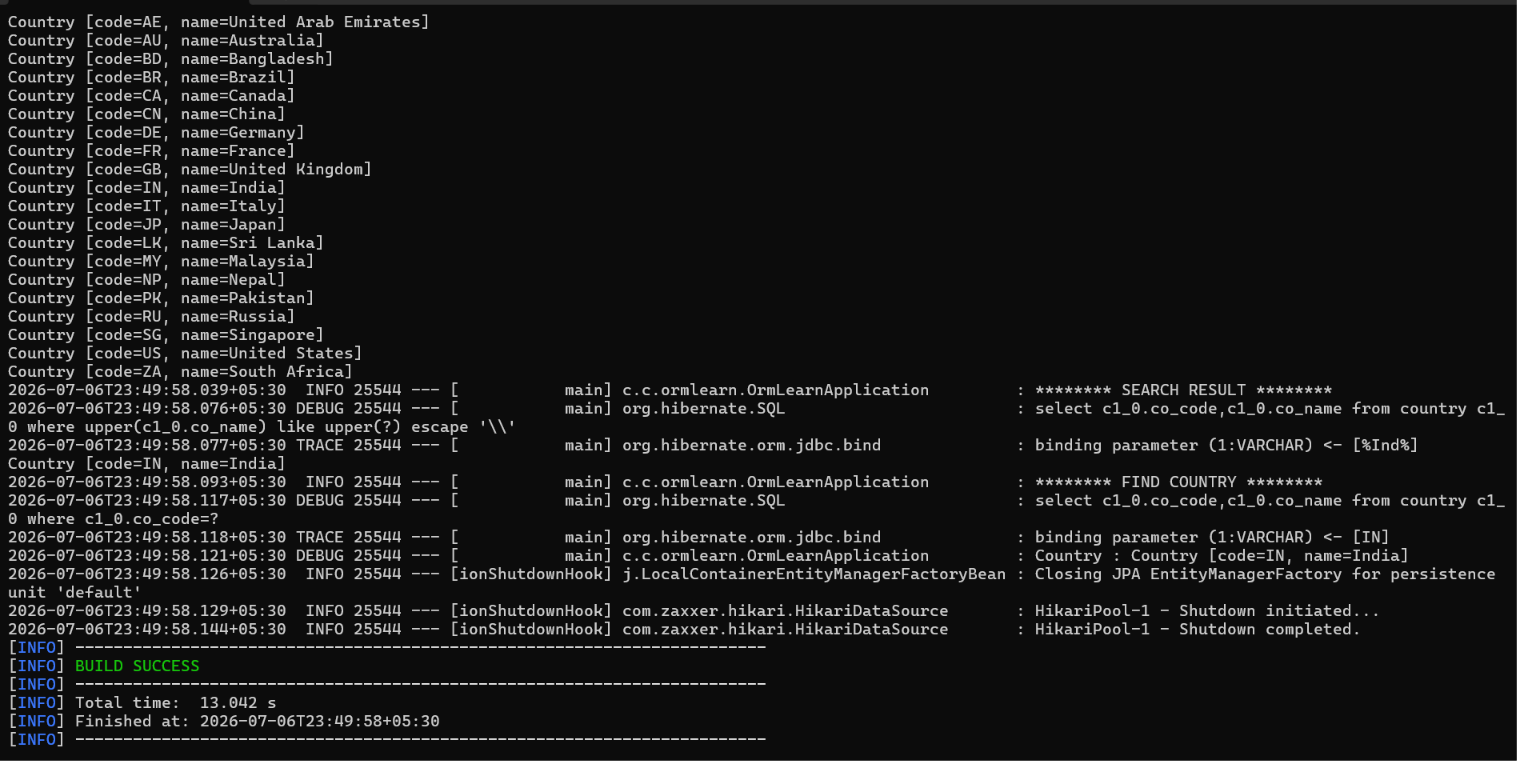 Country [code=AE, name=United Arab Emirates]
Country [code=AU, name=Australia]
Country [code=BD, name=Bangladesh]
Country [code=BR, name=Brazil]
Country [code=CA, name=Canada]
Country [code=CN, name=China]
Country [code=DE, name=Germany]
Country [code=FR, name=France]
Country [code=GB, name=United Kingdom]
Country [code=IN, name=India]
Country [code=IT, name=Italy]
Country [code=JP, name=Japan]
Country [code=LK, name=Sri Lanka]
Country [code=MY, name=Malaysia]
Country [code=NP, name=Nepal]
Country [code=PK, name=Pakistan]
Country [code=RU, name=Russia]
Country [code=SG, name=Singapore]
Country [code=US, name=United States]
Country [code=ZA, name=South Africa]
2026-07-06T23:49:58.039+05:30  INFO 25544 --- [           main] c.c.ormlearn.OrmLearnApplication         : ******** SEARCH RESULT ********
2026-07-06T23:49:58.076+05:30 DEBUG 25544 --- [           main] org.hibernate.SQL                        : select c1_0.co_code,c1_0.co_name from country c1_
0 where upper(c1_0.co_name) like upper(?) escape '\\'
2026-07-06T23:49:58.077+05:30 TRACE 25544 --- [           main] org.hibernate.orm.jdbc.bind              : binding parameter (1:VARCHAR) <- [%Ind%]
Country [code=IN, name=India]
2026-07-06T23:49:58.093+05:30  INFO 25544 --- [           main] c.c.ormlearn.OrmLearnApplication         : ******** FIND COUNTRY ********
2026-07-06T23:49:58.117+05:30 DEBUG 25544 --- [           main] org.hibernate.SQL                        : select c1_0.co_code,c1_0.co_name from country c1_
0 where c1_0.co_code=?
2026-07-06T23:49:58.118+05:30 TRACE 25544 --- [           main] org.hibernate.orm.jdbc.bind              : binding parameter (1:VARCHAR) <- [IN]
2026-07-06T23:49:58.121+05:30 DEBUG 25544 --- [           main] c.c.ormlearn.OrmLearnApplication         : Country : Country [code=IN, name=India]
2026-07-06T23:49:58.126+05:30  INFO 25544 --- [ionShutdownHook] j.LocalContainerEntityManagerFactoryBean : Closing JPA EntityManagerFactory for persistence
unit 'default'
2026-07-06T23:49:58.129+05:30  INFO 25544 --- [ionShutdownHook] com.zaxxer.hikari.HikariDataSource       : HikariPool-1 - Shutdown initiated...
2026-07-06T23:49:58.144+05:30  INFO 25544 --- [ionShutdownHook] com.zaxxer.hikari.HikariDataSource       : HikariPool-1 - Shutdown completed.
[INFO] ------------------------------------------------------------------------
[INFO] BUILD SUCCESS
[INFO] ------------------------------------------------------------------------
[INFO] Total time:  13.042 s
[INFO] Finished at: 2026-07-06T23:49:58+05:30
[INFO] ------------------------------------------------------------------------